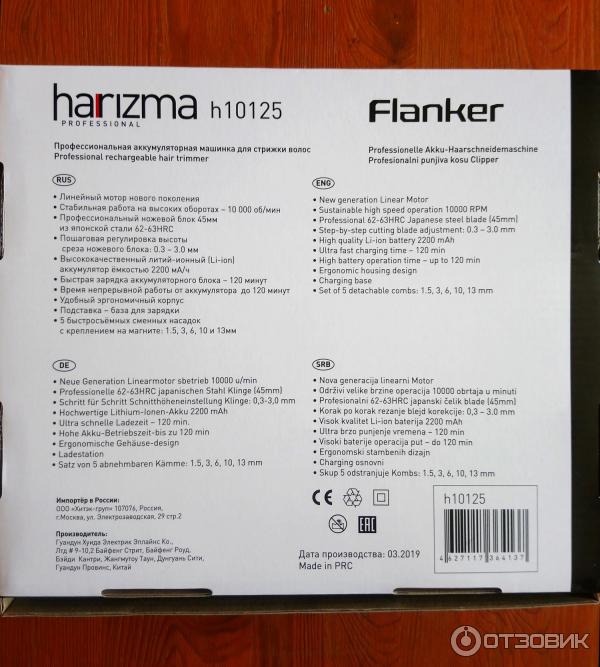 harizma h10125
PROFESSIONAL
Flanker
Профессиональная аккумуляторная машинка для стрижки волос
Professional rechargeable hair trimmer
Professionelle Akku-Haarschneidemaschine
Profesionalni punjiva kosu Clipper
RUS
• Линейный мотор нового поколения
• Стабильная работа на высоких оборотах – 10 000 об/мин
• Профессиональный ножевой блок 45мм
из японской стали 62-63HRC
• Пошаговая регулировка высоты
среза ножевого блока: 0.3 – 3.0 мм
• Высококачественный литий-ионный (Li-ion)
аккумулятор ёмкостью 2200 мА/ч
• Быстрая зарядка аккумуляторного блока – 120 минут
• Время непрерывной работы от аккумулятора до 120 минут
• Удобный эргономичный корпус
• Подставка – база для зарядки
• 5 быстросъёмных сменных насадок
с креплением на магните: 1.5, 3, 6, 10 и 13мм
ENG
• New generation Linear Motor
• Sustainable high speed operation 10000 RPM
• Professional 62-63HRC Japanese steel blade (45mm)
• Step-by-step cutting blade adjustment: 0.3 – 3.0 mm
• High quality Li-ion battery 2200 mAh
• Ultra fast charging time – 120 min
• High battery operation time – up to 120 min
• Ergonomic housing design
• Charging base
• Set of 5 detachable combs: 1.5, 3, 6, 10, 13 mm
DE
• Neue Generation Linearmotor sbetrieb 10000 u/min
• Professionelle 62-63HRC japanischen Stahl Klinge (45mm)
• Schritt für Schritt Schnitthöheneinstellung Klinge: 0,3-3,0 mm
• Hochwertige Lithium-Ionen-Akku 2200 mAh
• Ultra schnelle Ladezeit – 120 min.
• Hohe Akku-Betriebszeit-bis zu 120 min
• Ergonomische Gehäuse-design
• Ladestation
• Satz von 5 abnehmbaren Kämme: 1.5, 3, 6, 10, 13 mm
SRB
• Nova generacija linearni Motor
• Održivi velike brzine operacija 10000 obrtaja u minuti
• Profesionalni 62-63HRC japanski čelik blade (45mm)
• Korak po korak rezanje blejd korekcije: 0,3 – 3.0 mm
• Visok kvalitet Li-ion baterija 2200 mAh
• Ultra brzo punjenje vremena – 120 min
• Visoki baterije operacija put – do 120 min
• Ergonomski stambenih dizajn
• Charging osnovni
• Skup 5 odstranjuje Kombs: 1.5, 3, 6, 10, 13 mm
Импортёр в России:
ООО «Хитэк-груп» 107076, Россия,
г.Москва, ул. Электрозаводская, 29 стр.2
Производитель:
Гуандун Хуида Электрик Эплайнс Ко.,
Лтд # 9-10,2 Байфенг Стрит, Байфенг Роуд,
Бэйди Кантри, Жангмутоу Таун, Дунгуань Сити,
Гуандун Провинс, Китай
CE
EAC
Дата производства: 03.2019
Made in PRC
h10125
4 627117 364137
ОТЗОВИК